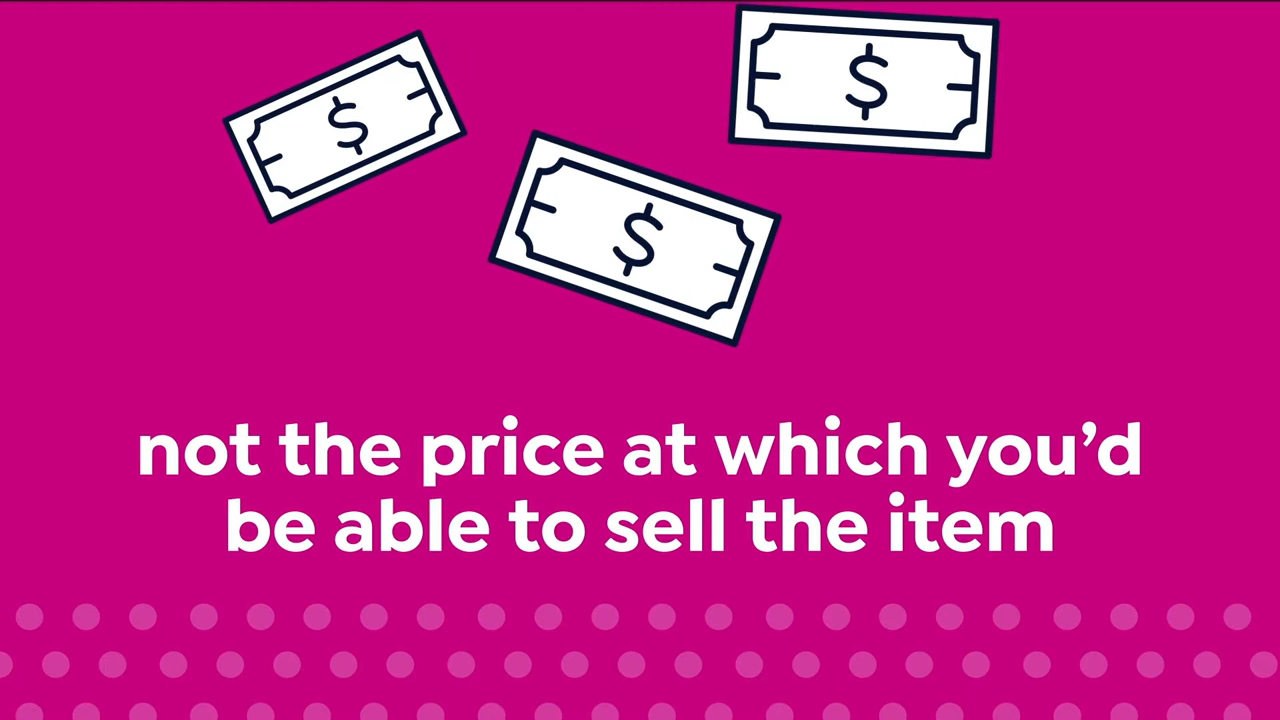 $
$
$
not the price at which you’d
be able to sell the item